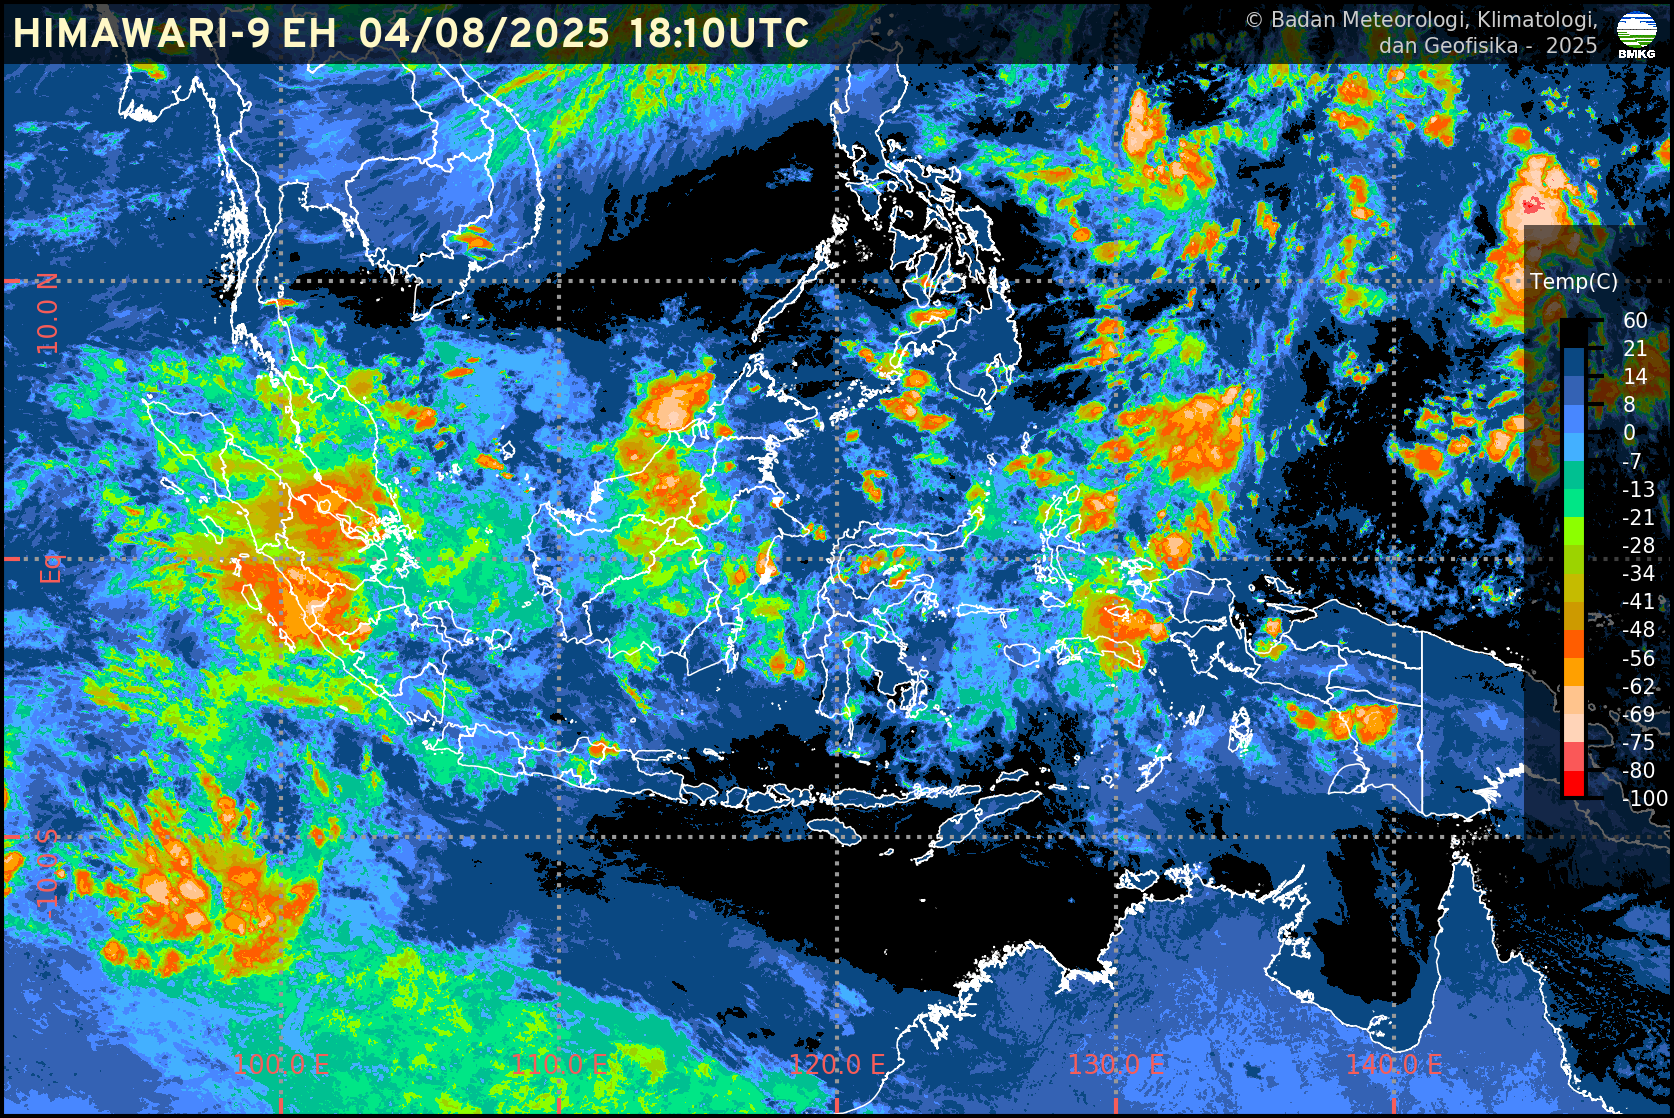 HIMAWARI-9 EH 04/08/2025 18:10UTC
© Badan Meteorologi, Klimatologi,
dan Geofisika - 2025
BMKG
Temp(C)
60
21
14
8
0
-7
-13
-21
-28
-34
-41
-48
-56
-62
-69
-75
-80
-100
10.0 N
Eq
-10.0 S
100.0 E
110.0 E
120.0 E
130.0 E
140.0 E